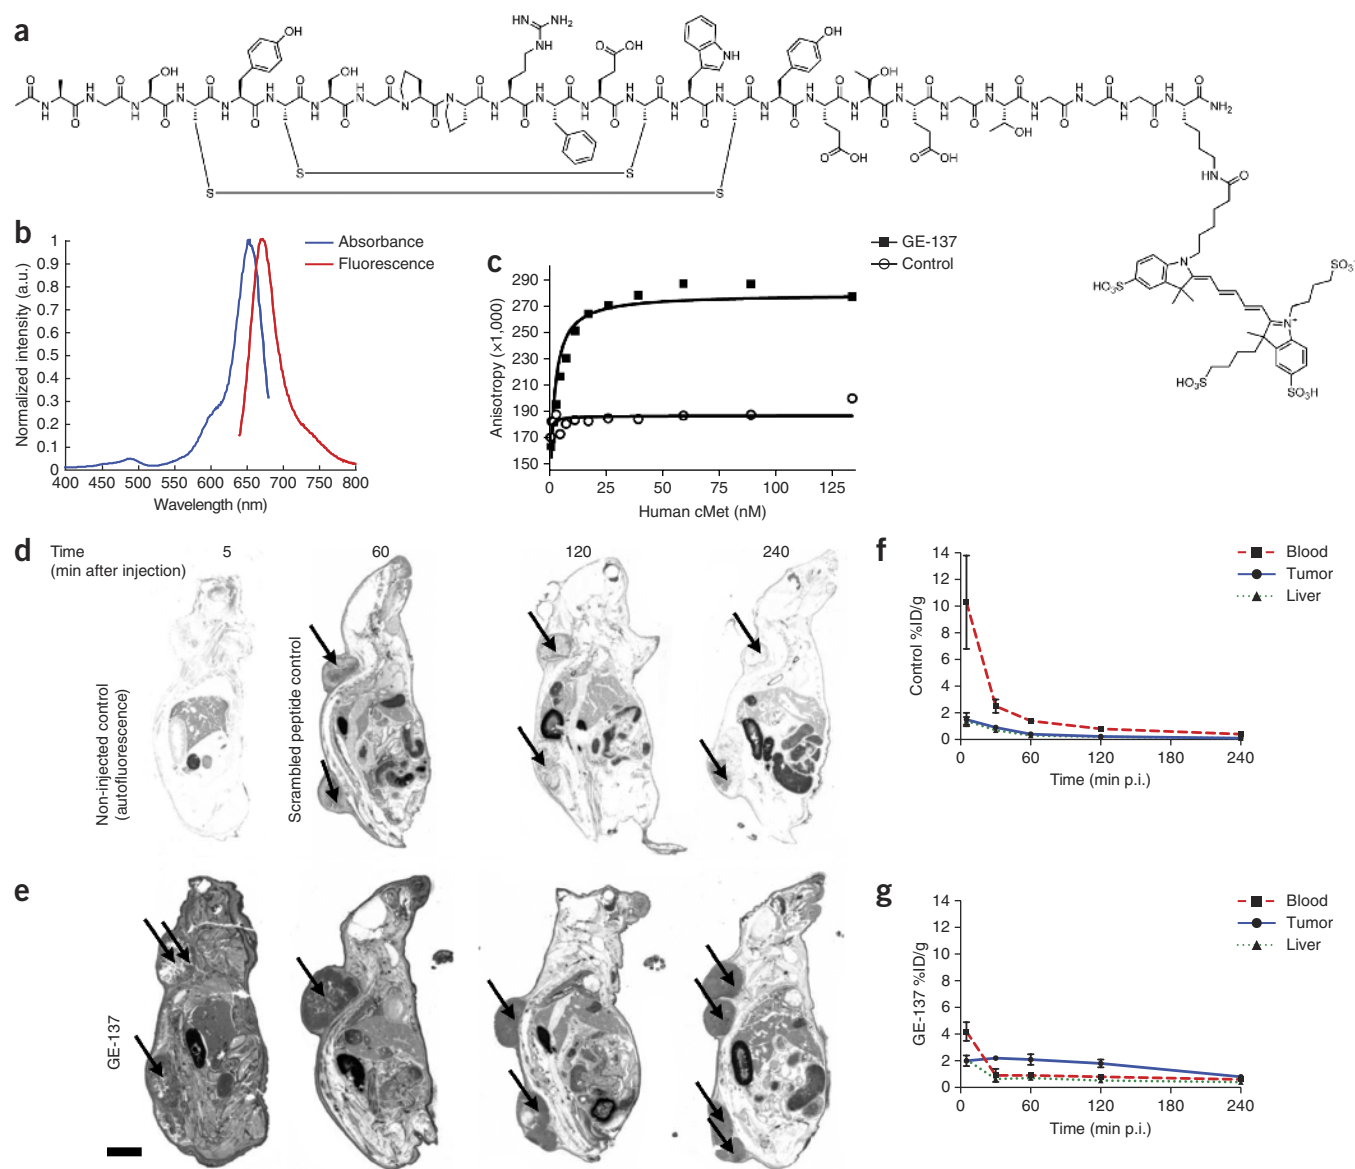 a
OH
HN
NH2
NH
O
OH
NH
OH
OH
O
O
O
O
O
O
O
O
O
O
O
O
O
O
N
H
NH2
OH
O
OH
O
OH
HO
S
S
S
S
HN
O
b
Normalized intensity (a.u.)
1
0.9
0.8
0.7
0.6
0.5
0.4
0.3
0.2
0.1
0
400 450 500 550 600 650 700 750 800
Wavelength (nm)
Absorbance
Fluorescence
c
GE-137
Control
Anisotropy (×1,000)
290
270
250
230
210
190
170
150
0 25 50 75 100 125
Human cMet (nM)
N
SO3-
HO3S
N+
HO3S
SO3H
d
Time 5 60 120 240
(min after injection)
Non-injected control
(autofluorescence)
Scrambled peptide control
e
GE-137
f
Blood
Tumor
Liver
Control %ID/g
14
12
10
8
6
4
2
0
0 60 120 180 240
Time (min p.i.)
g
Blood
Tumor
Liver
GE-137 %ID/g
14
12
10
8
6
4
2
0
0 60 120 180 240
Time (min p.i.)